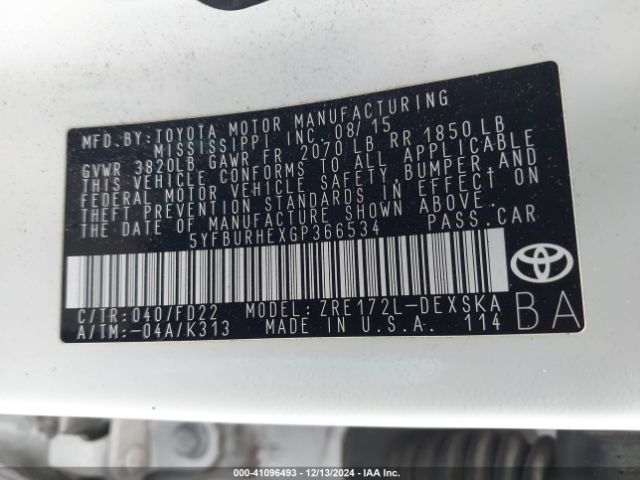 MFD. BY:TOYOTA MOTOR MANUFACTURING
MISSISSIPPI INC. 08/15
GVWR 3820LB GAWR FR 2070 LB RR 1850 LB
THIS VEHICLE CONFORMS TO ALL APPLICABLE
FEDERAL MOTOR VEHICLE SAFETY, BUMPER, AND
THEFT PREVENTION STANDARDS IN EFFECT ON
THE DATE OF MANUFACTURE SHOWN ABOVE.
5YFBURHEXGP366534 PASS.CAR
C/TR: 040/FD22 MODEL: ZRE172L-DEXSKA
A/TM:-04A/K313 MADE IN U.S.A. 114
BA
000-41096493 - 12/13/2024 - IAA Inc.